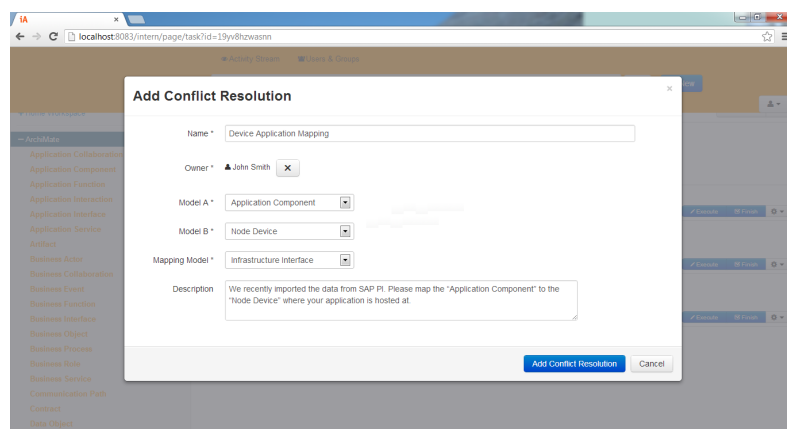 iA
localhost:8083/intern/page/task?id=19yv8hzwasnn
Activity Stream Users & Groups
Add Conflict Resolution
Name * Device Application Mapping
Owner * John Smith
Model A * Application Component
Model B * Node Device
Mapping Model * Infrastructure Interface
Description We recently imported the data from SAP PI. Please map the “Application Component” to the
“Node Device” where your application is hosted at.
Add Conflict Resolution Cancel
Home Workspace
ArchiMate
Application Collaboration
Application Component
Application Function
Application Interaction
Application Interface
Application Service
Artifact
Business Actor
Business Collaboration
Business Event
Business Function
Business Interface
Business Object
Business Process
Business Role
Business Service
Communication Path
Contract
Data Object
Execute Finish
Execute Finish
Execute Finish